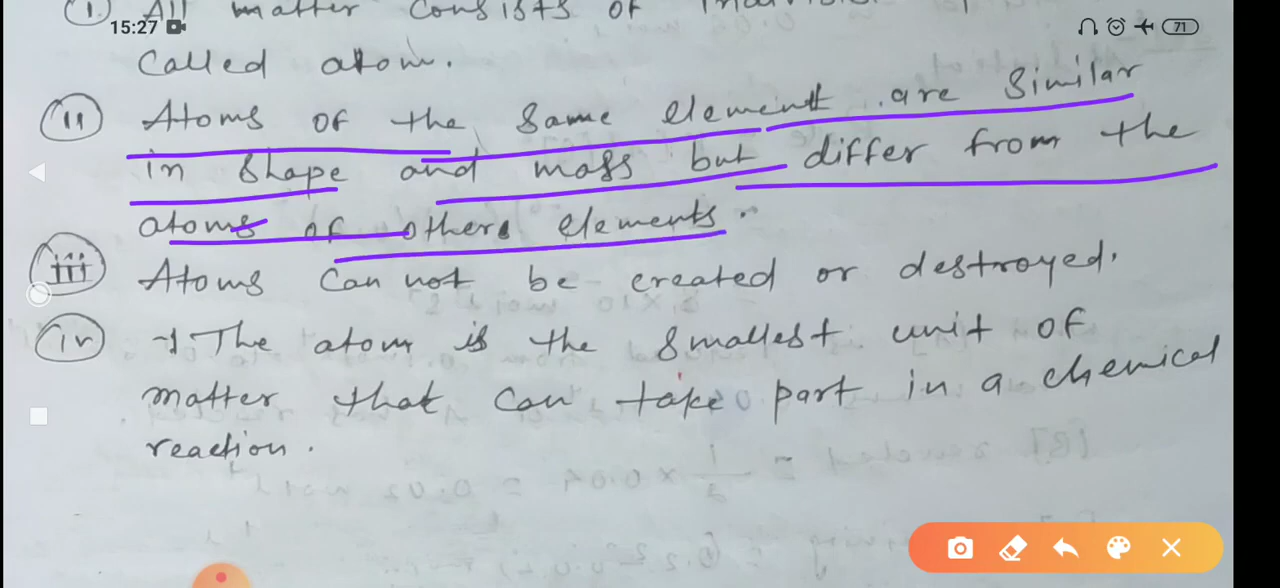 (i) All matter consists of
15:27
71
Called atom.
(ii) Atoms of the same element are similar
in shape and mass but differ from the
atoms of others elements.
(iii) Atoms can not be created or destroyed.
(iv) The atom is the smallest unit of
matter that can take part in a chemical
reaction.